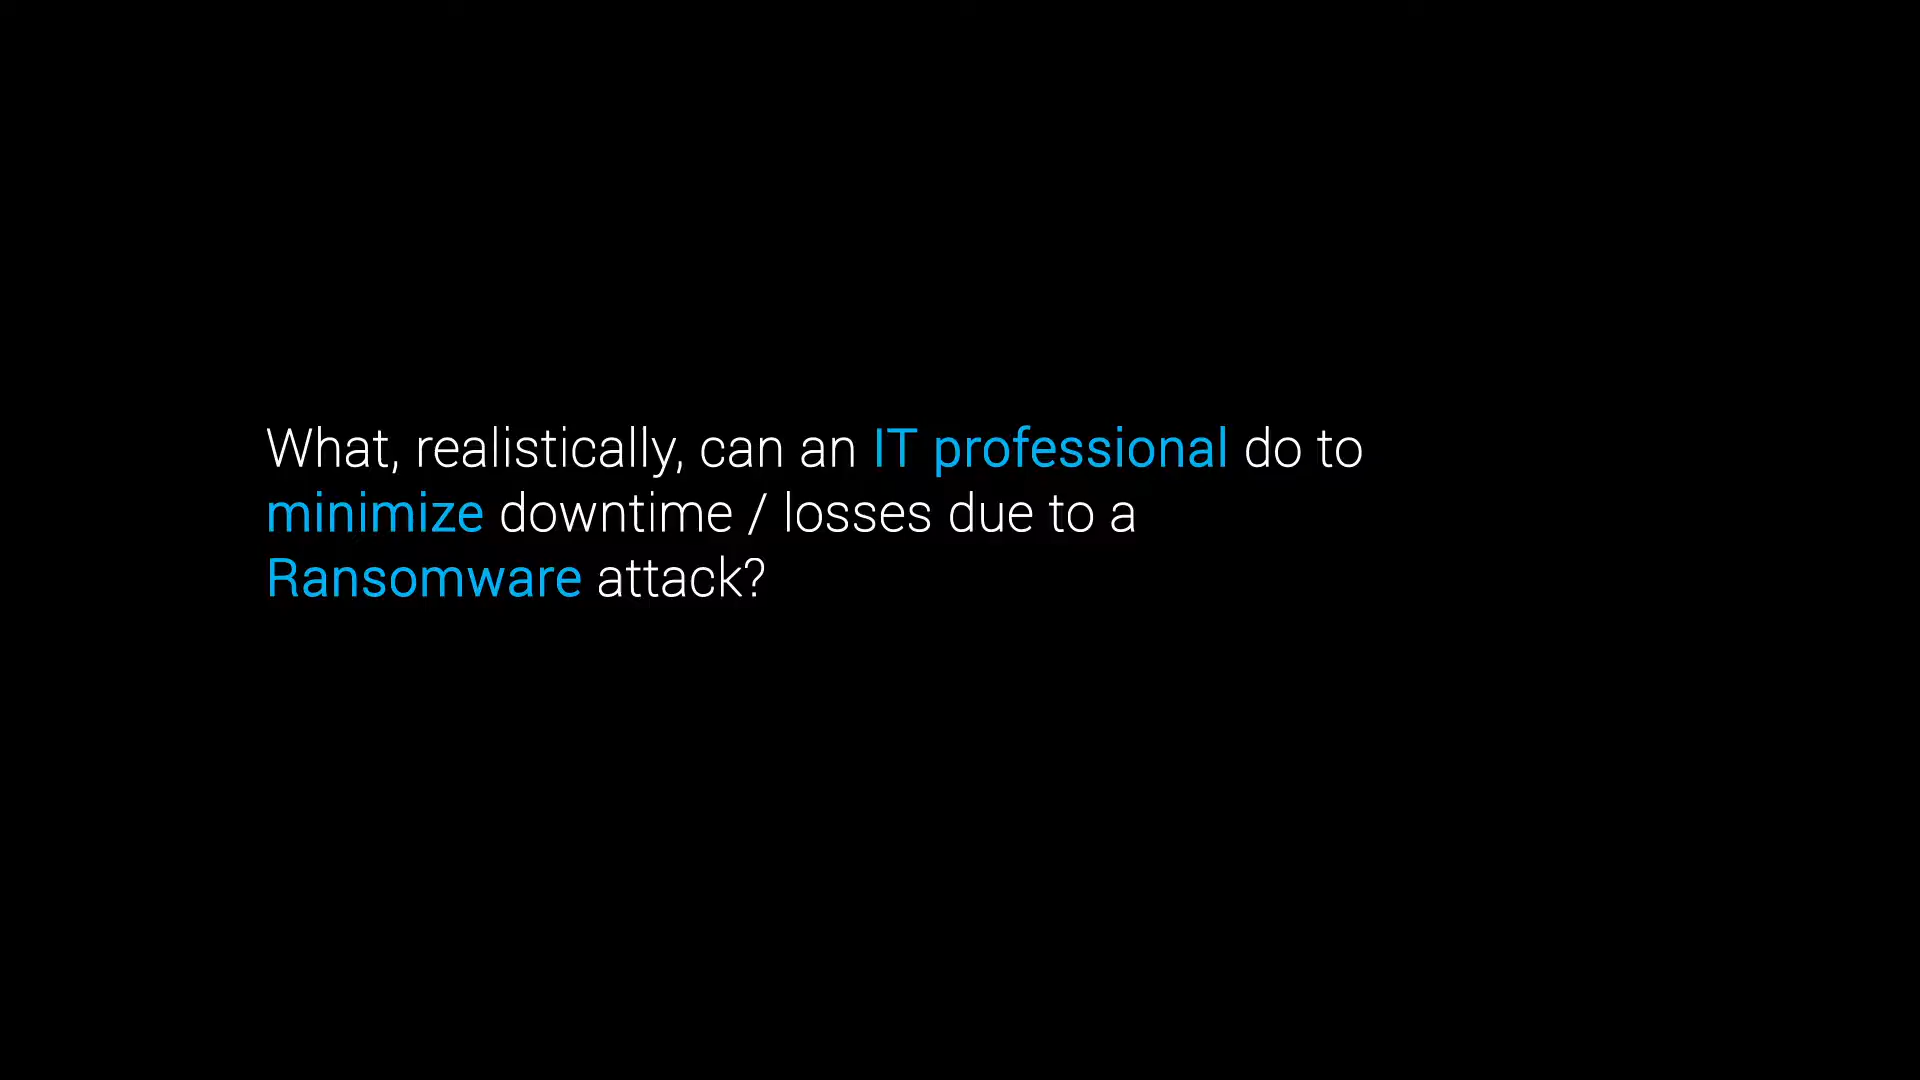 What, realistically, can an IT professional do to
minimize downtime / losses due to a
Ransomware attack?